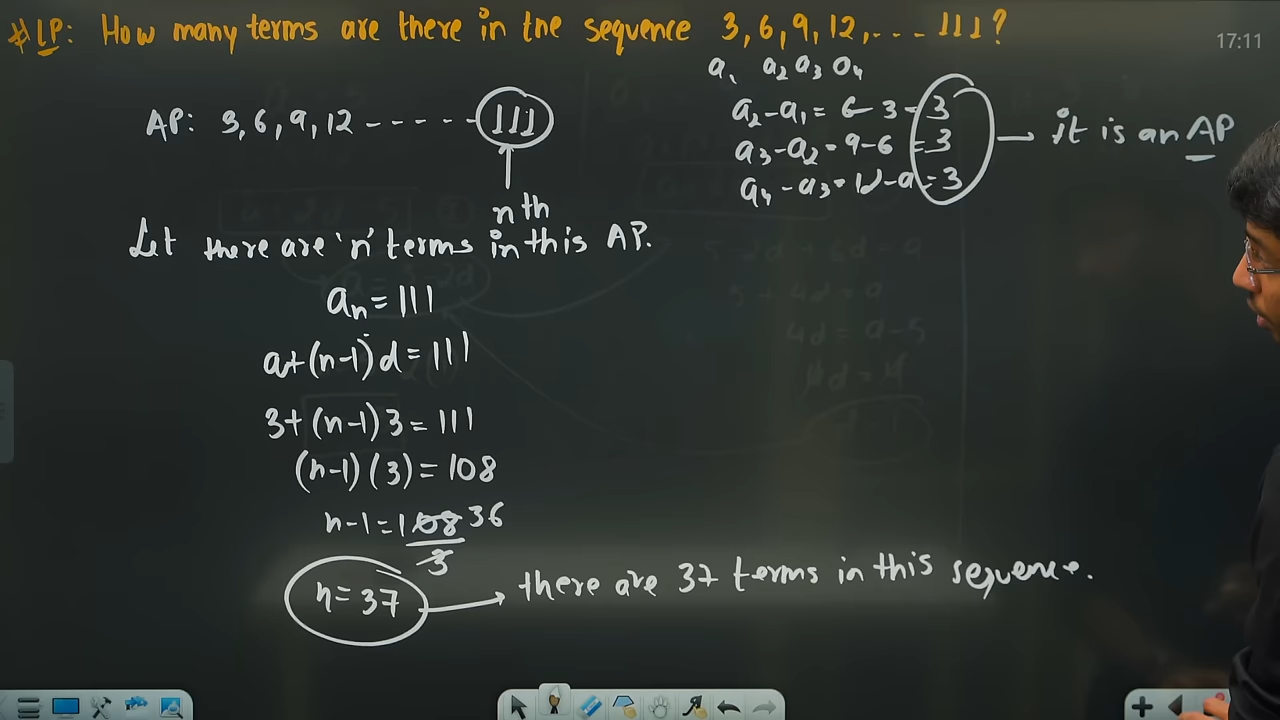 # LP: How many terms are there in the sequence 3, 6, 9, 12, . . . 111?
17:11
a₁ a₂ a₃ a₄
AP: 3, 6, 9, 12 - - - - - - 111
a₂-a₁ = 6-3 = 3
a₃-a₂ = 9-6 = 3
a₄-a₃ = 12-9 = 3
it is an AP
nth
Let there are 'n' terms in this AP.
aₙ = 111
a+(n-1)d = 111
3+(n-1)3 = 111
(n-1)(3) = 108
n-1 = 108/3 36
n = 37
there are 37 terms in this sequence.